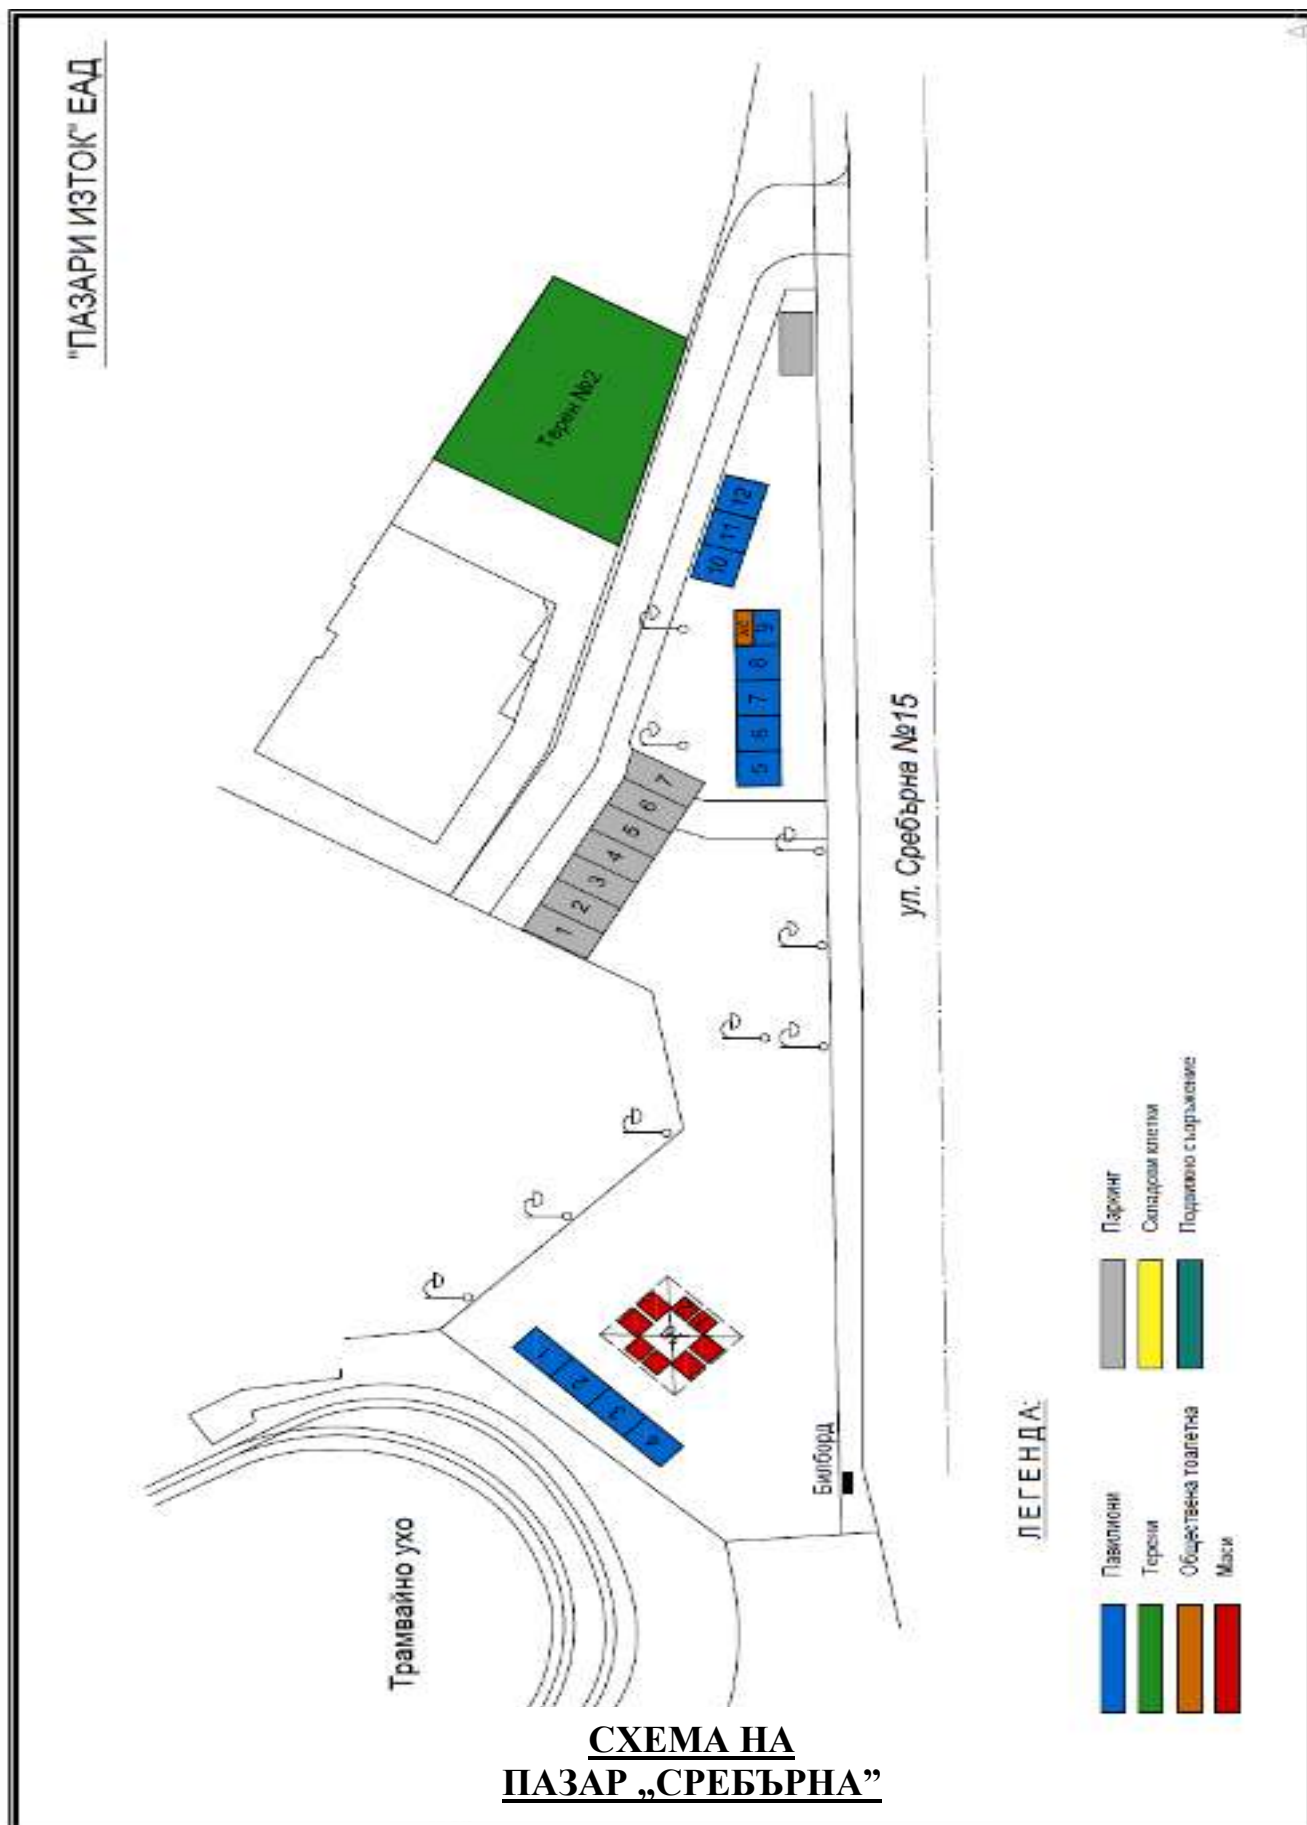 "ПАЗАРИ ИЗТОК" ЕАД
Терен №2
10 11 12
WC
5 6 7 8 9
1 2 3 4 5 6 7
ул. Сребърна №15
1 2 3 4
Билборд
Трамвайно ухо
ЛЕГЕНДА:
Павилиони
Терени
Обществена тоалетна
Маси
Паркинг
Складови клетки
Подвижно съоръжение
СХЕМА НА
ПАЗАР „СРЕБЪРНА”